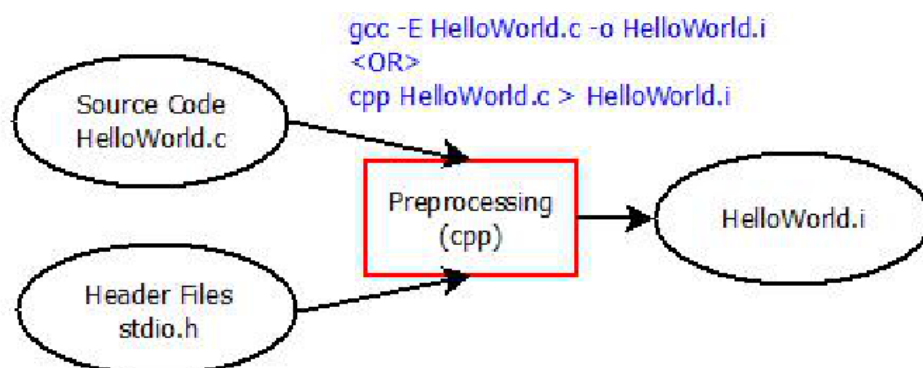 gcc -E HelloWorld.c -o HelloWorld.i
<OR>
cpp HelloWorld.c > HelloWorld.i
Source Code
HelloWorld.c
Preprocessing
(cpp)
HelloWorld.i
Header Files
stdio.h